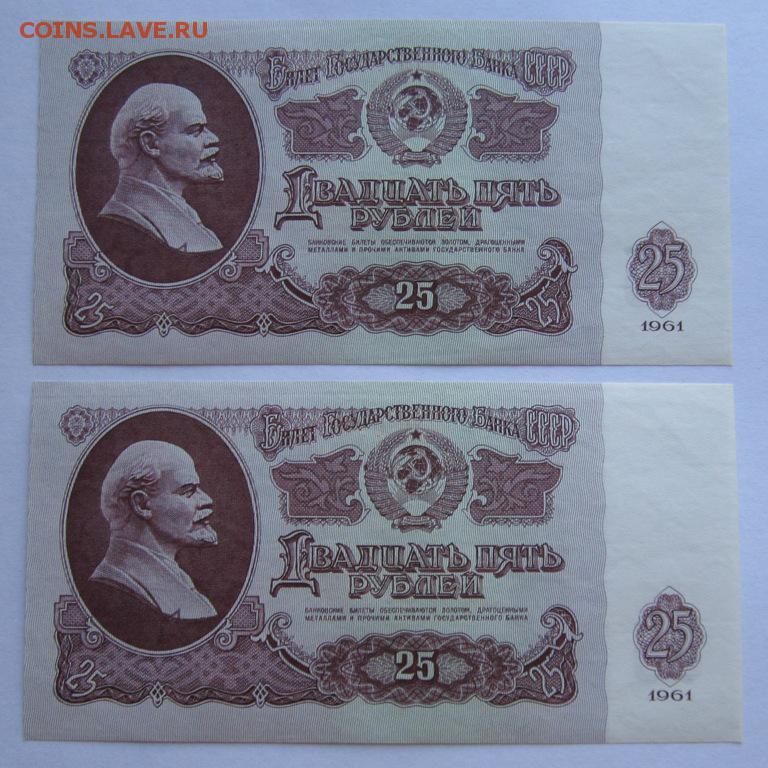 COINS.LAVE.RU
Билет Государственного Банка СССР
Двадцать пять
рублей
БАНКОВСКИЕ БИЛЕТЫ ОБЕСПЕЧИВАЮТСЯ ЗОЛОТОМ, ДРАГОЦЕННЫМИ
МЕТАЛЛАМИ И ПРОЧИМИ АКТИВАМИ ГОСУДАРСТВЕННОГО БАНКА
25
25 25 25
1961
Билет Государственного Банка СССР
Двадцать пять
рублей
БАНКОВСКИЕ БИЛЕТЫ ОБЕСПЕЧИВАЮТСЯ ЗОЛОТОМ, ДРАГОЦЕННЫМИ
МЕТАЛЛАМИ И ПРОЧИМИ АКТИВАМИ ГОСУДАРСТВЕННОГО БАНКА
25
25 25 25
1961